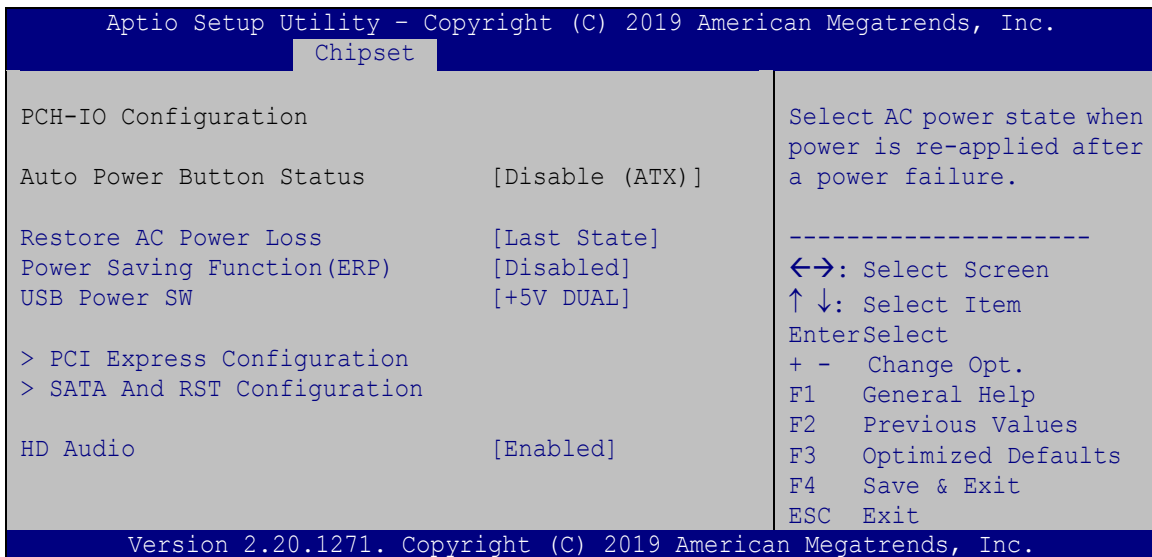 Aptio Setup Utility – Copyright (C) 2019 American Megatrends, Inc.
Chipset
PCH-IO Configuration
Auto Power Button Status [Disable (ATX)]
Restore AC Power Loss [Last State]
Power Saving Function(ERP) [Disabled]
USB Power SW [+5V DUAL]
> PCI Express Configuration
> SATA And RST Configuration
HD Audio [Enabled]
Select AC power state when
power is re-applied after
a power failure.
---------------------
←→: Select Screen
↑ ↓: Select Item
EnterSelect
+ - Change Opt.
F1 General Help
F2 Previous Values
F3 Optimized Defaults
F4 Save & Exit
ESC Exit
Version 2.20.1271. Copyright (C) 2019 American Megatrends, Inc.